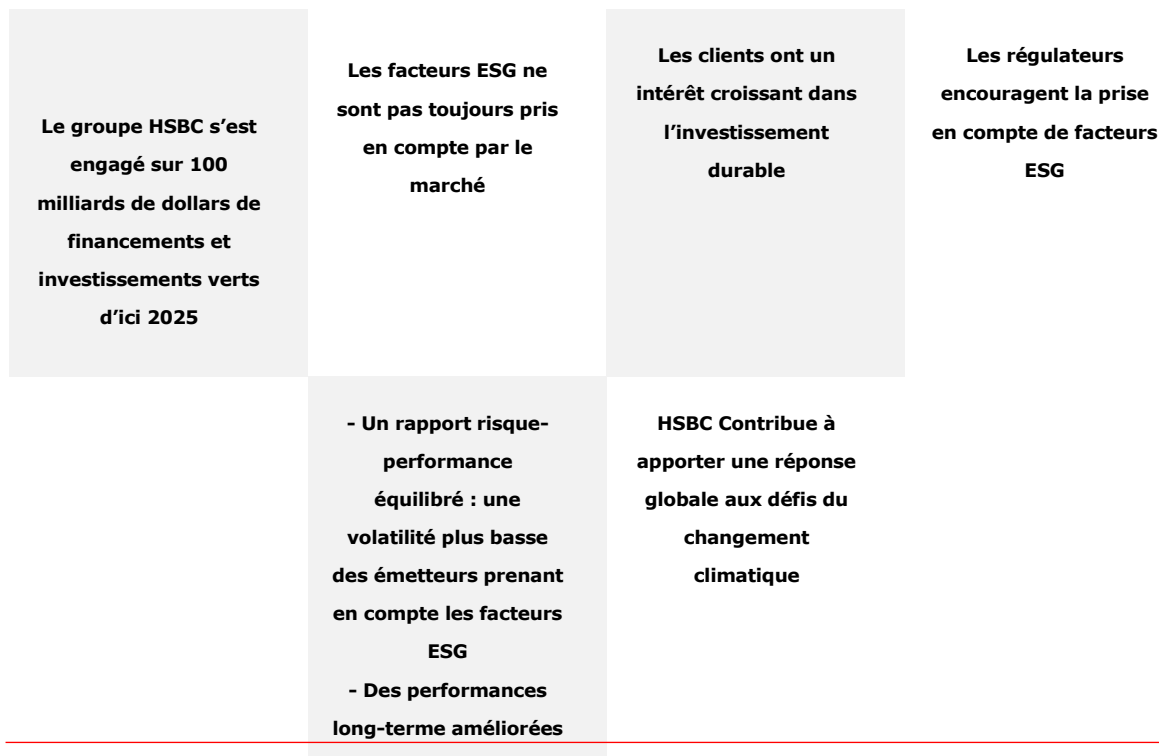 Le groupe HSBC s’est
engagé sur 100
milliards de dollars de
financements et
investissements verts
d’ici 2025
Les facteurs ESG ne
sont pas toujours pris
en compte par le
marché
Les clients ont un
intérêt croissant dans
l’investissement
durable
Les régulateurs
encouragent la prise
en compte de facteurs
ESG
- Un rapport risque-
performance
équilibré : une
volatilité plus basse
des émetteurs prenant
en compte les facteurs
ESG
- Des performances
long-terme améliorées
HSBC Contribue à
apporter une réponse
globale aux défis du
changement
climatique